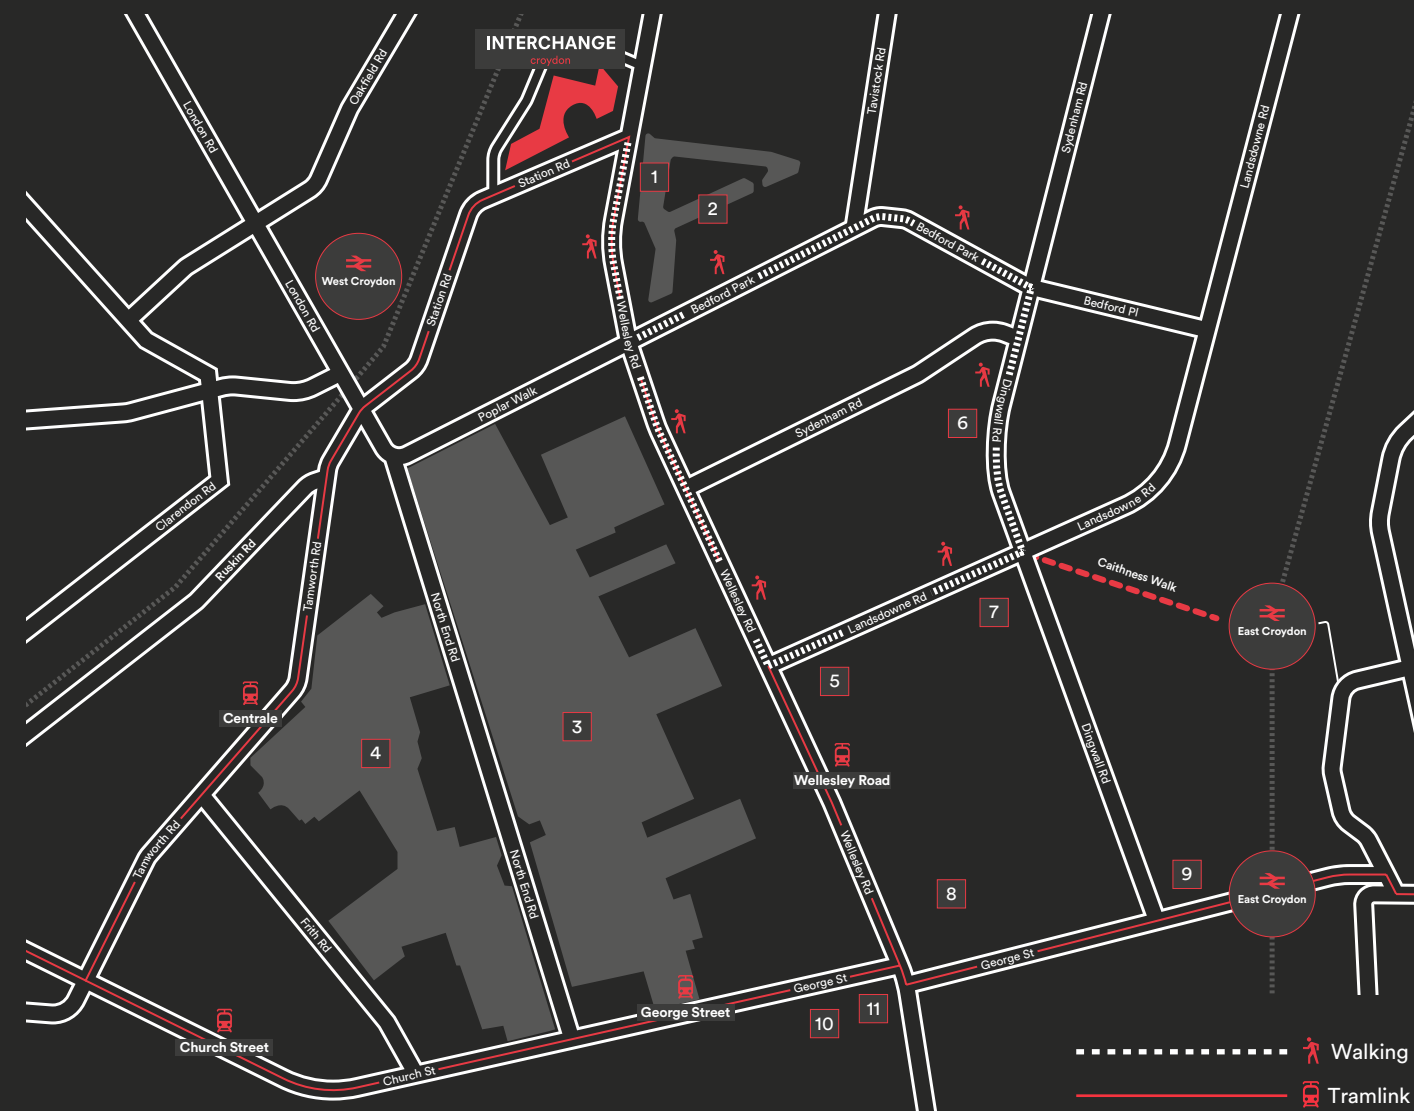 INTERCHANGE
croydon
Oakfield Rd
London Rd
Tavistock Rd
Sydenham Rd
Landsdowne Rd
Station Rd
1
2
Bedford Park
West Croydon
London Rd
Station Rd
Bedford Park
Bedford Pl
Wellesley Rd
Poplar Walk
Sydenham Rd
Dingwall Rd
6
Clarendon Rd
Ruskin Rd
Landsdowne Rd
Tamworth Rd
Caithness Walk
North End Rd
Wellesley Rd
Landsdowne Rd
7
East Croydon
5
Centrale
3
4
Wellesley Road
Dingwall Rd
Tamworth Rd
Wellesley Rd
North End Rd
9
8
East Croydon
Frith Rd
George St
George St
George Street
11
10
Church Street
Church St
Walking
Tramlink